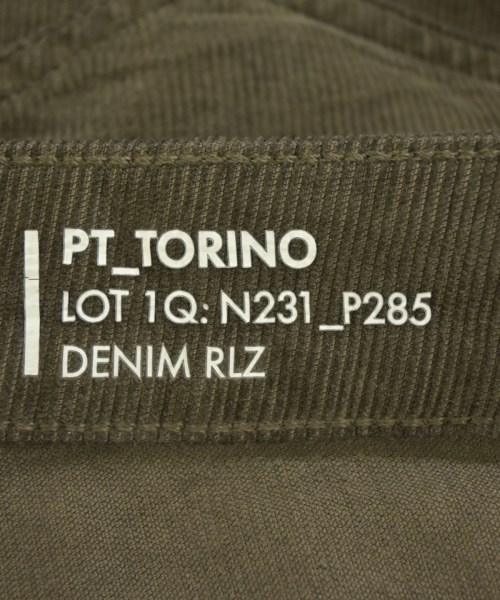 PT_TORINO
LOT 1Q: N231_P285
DENIM RLZ